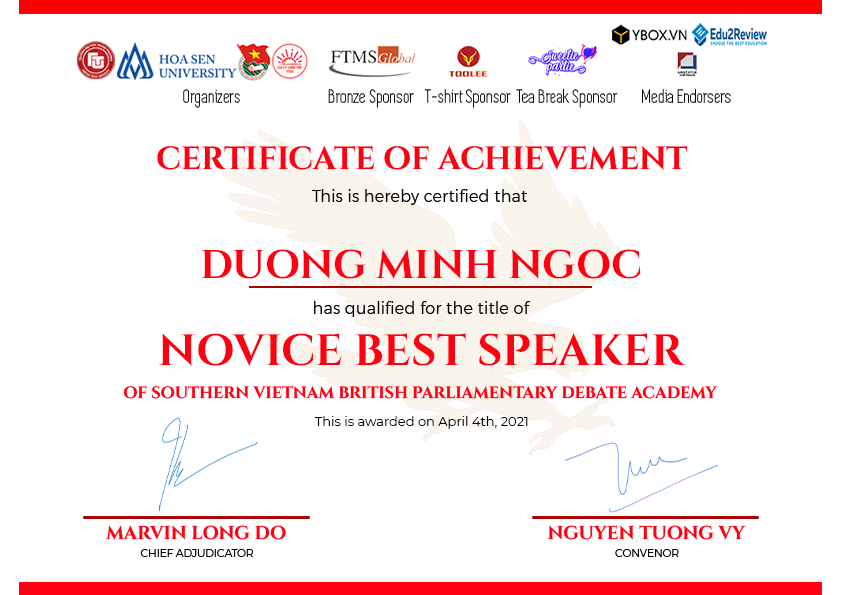 HOA SEN
UNIVERSITY
FTMS Global
TOOLEE
Sweetie
partie
YBOX.VN
Edu2Review
CHOOSE THE BEST EDUCATION
Organizers
Bronze Sponsor
T-shirt Sponsor
Tea Break Sponsor
Media Endorsers
CERTIFICATE OF ACHIEVEMENT
This is hereby certified that
DUONG MINH NGOC
has qualified for the title of
NOVICE BEST SPEAKER
OF SOUTHERN VIETNAM BRITISH PARLIAMENTARY DEBATE ACADEMY
This is awarded on April 4th, 2021
MARVIN LONG DO
CHIEF ADJUDICATOR
NGUYEN TUONG VY
CONVENOR